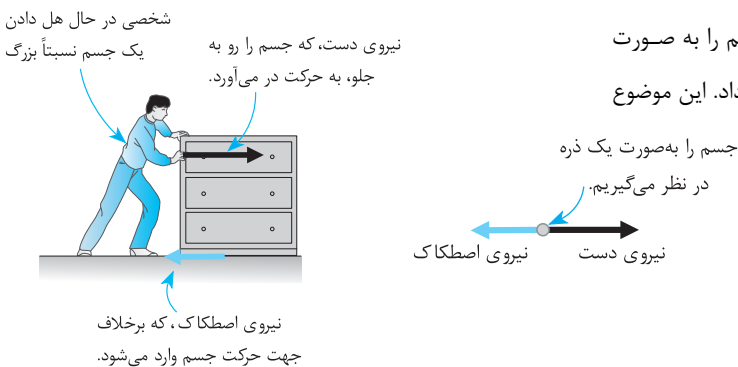 شخصی در حال هل دادن
یک جسم نسبتاً بزرگ
نیروی دست، که جسم را رو به
جلو، به حرکت در می‌آورد.
نیروی اصطکاک، که برخلاف
جهت حرکت جسم وارد می‌شود.
را به صـورت
این موضوع
جسم را به‌صورت یک ذره
در نظر می‌گیریم.
نیروی دست
نیروی اصطکاک